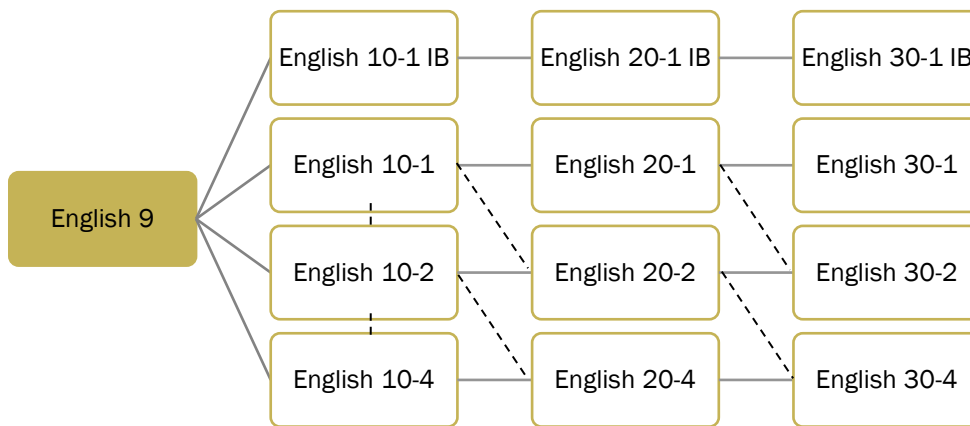 English 10-1 IB
English 20-1 IB
English 30-1 IB
English 10-1
English 20-1
English 30-1
English 9
English 10-2
English 20-2
English 30-2
English 10-4
English 20-4
English 30-4